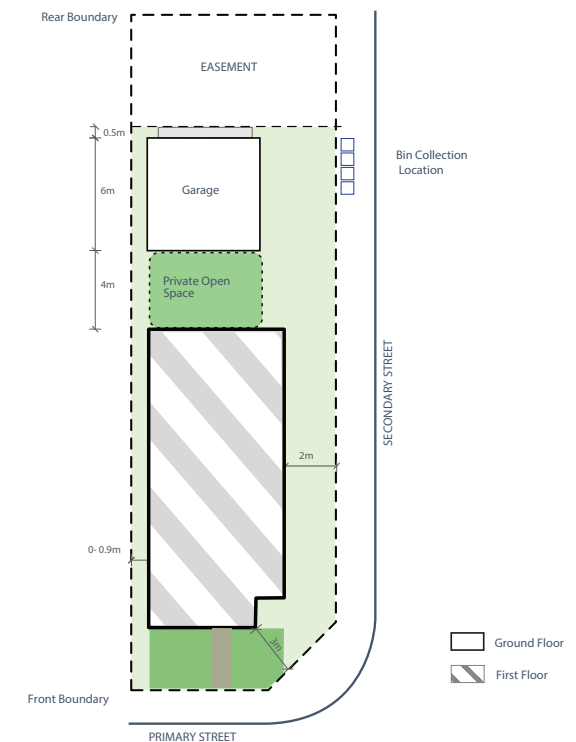 Rear Boundary
EASEMENT
0.5m
Bin Collection
Location
6m
Garage
4m
Private Open
Space
SECONDARY STREET
2m
0- 0.9m
3m
Ground Floor
First Floor
Front Boundary
PRIMARY STREET